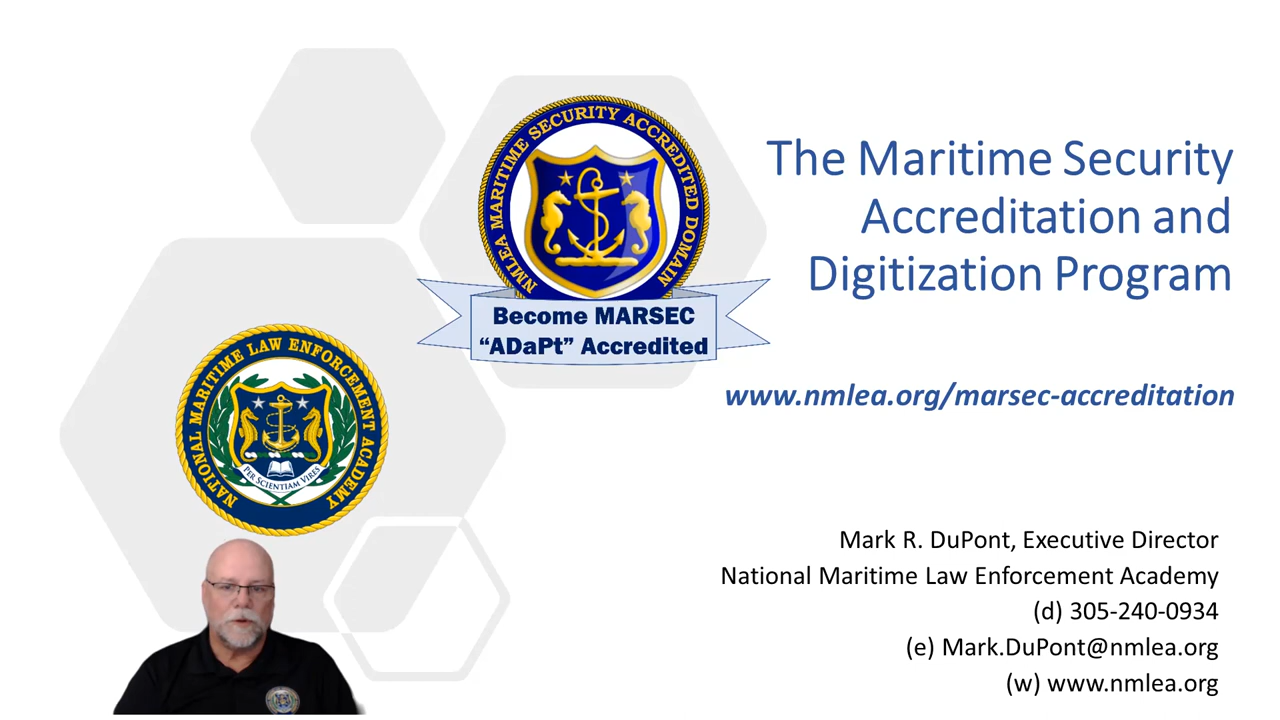 NMLEA MARITIME SECURITY ACCREDITED DOMAIN
Become MARSEC
“ADaPt” Accredited
The Maritime Security
Accreditation and
Digitization Program
www.nmlea.org/marsec-accreditation
NATIONAL MARITIME LAW ENFORCEMENT ACADEMY
PER SCIENTIAM VIRES
Mark R. DuPont, Executive Director
National Maritime Law Enforcement Academy
(d) 305-240-0934
(e) Mark.DuPont@nmlea.org
(w) www.nmlea.org